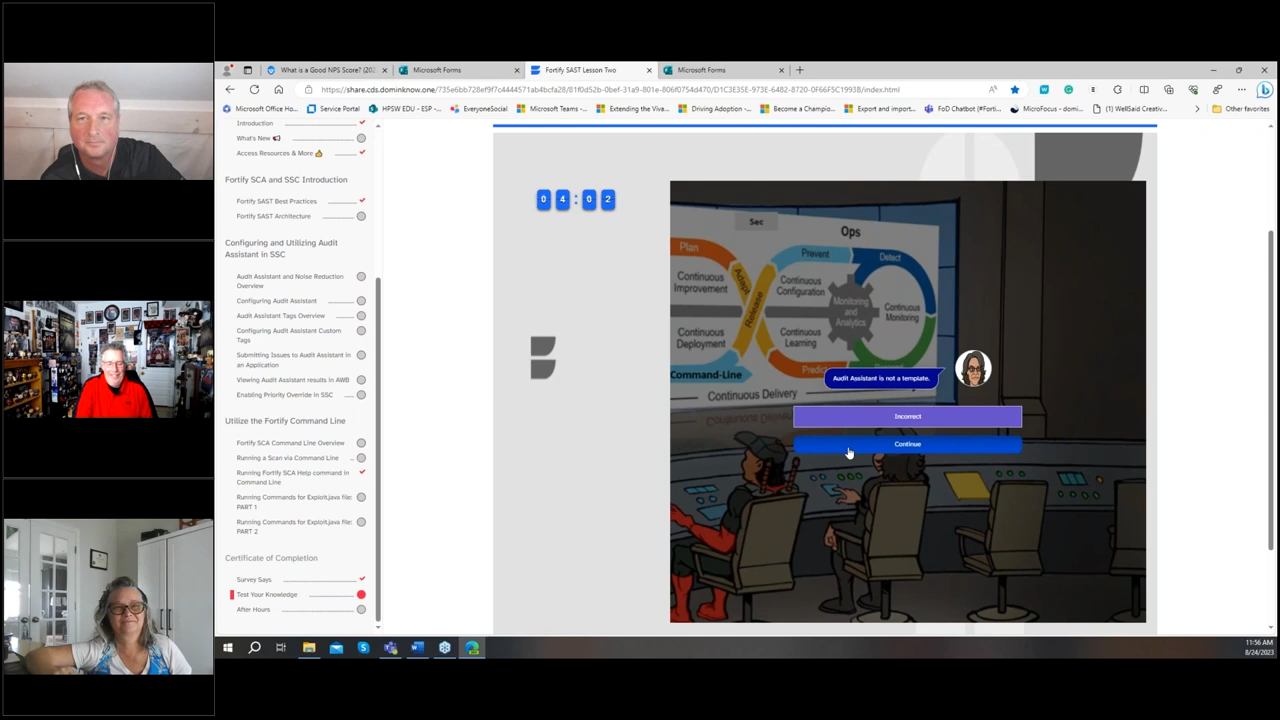 What is a Good NPS Score? (202
Microsoft Forms
Fortify SAST Lesson Two
Microsoft Forms
https://share.cds.dominknow.one/735e6bb728ef9f7c4444571ab4bcfa28/81f0d52b-0bef-31a9-801e-806f0754d470/D1C3E35E-973E-6482-8720-0F66F5C1993B/index.html
Microsoft Office Ho...
Service Portal
HPSW EDU - ESP -...
EveryoneSocial
Microsoft Teams -...
Extending the Viva...
Driving Adoption -...
Become a Champio...
Export and import...
FoD Chatbot (#Forti...
MicroFocus - domi...
(1) WellSaid Creativ...
Other favorites
Introduction
What's New
Access Resources & More
Fortify SCA and SSC Introduction
Fortify SAST Best Practices
Fortify SAST Architecture
Configuring and Utilizing Audit
Assistant in SSC
Audit Assistant and Noise Reduction
Overview
Configuring Audit Assistant
Audit Assistant Tags Overview
Configuring Audit Assistant Custom
Tags
Submitting Issues to Audit Assistant in
an Application
Viewing Audit Assistant results in AWB
Enabling Priority Override in SSC
Utilize the Fortify Command Line
Fortify SCA Command Line Overview
Running a Scan via Command Line
Running Fortify SCA Help command in
Command Line
Running Commands for Exploit.java file:
PART 1
Running Commands for Exploit.java file:
PART 2
Certificate of Completion
Survey Says
Test Your Knowledge
After Hours
04:02
Sec
Ops
Plan
Prevent
Detect
Continuous
Improvement
Adapt
Release
Continuous
Configuration
Monitoring
and
Analytics
Continuous
Monitoring
Continuous
Deployment
Continuous
Learning
Predict
Command-Line
Continuous Delivery
Audit Assistant is not a template.
Incorrect
Continue
11:56 AM
8/24/2023